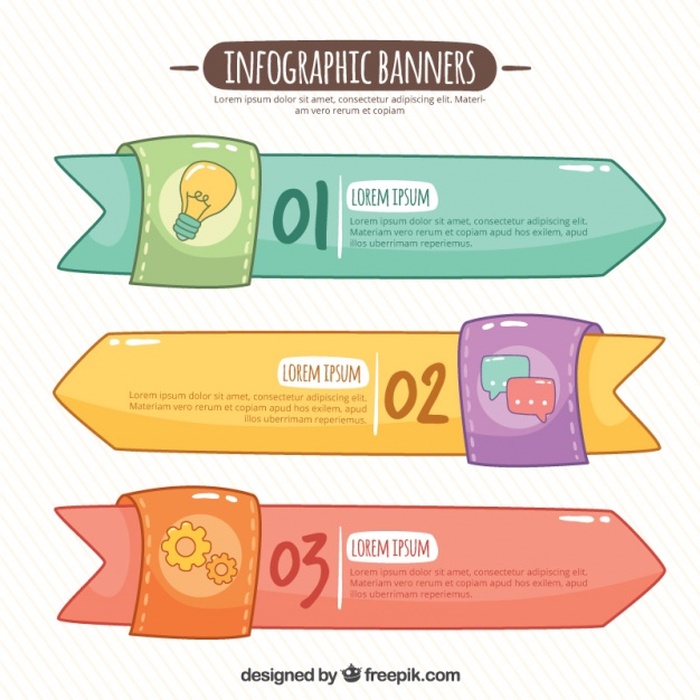 INFOGRAPHIC BANNERS
Lorem ipsum dolor sit amet, consectetur adipiscing elit. Materi-
am vero rerum et copiam
01
LOREM IPSUM
Lorem ipsum dolor sit amet, consectetur adipiscing elit.
Materiam vero rerum et copiam apud hos exilem, apud
illos uberrimam reperiemus.
LOREM IPSUM
02
Lorem ipsum dolor sit amet, consectetur adipiscing elit.
Materiam vero rerum et copiam apud hos exilem, apud
illos uberrimam reperiemus.
03
LOREM IPSUM
Lorem ipsum dolor sit amet, consectetur adipiscing elit.
Materiam vero rerum et copiam apud hos exilem, apud
illos uberrimam reperiemus.
designed by freepik.com